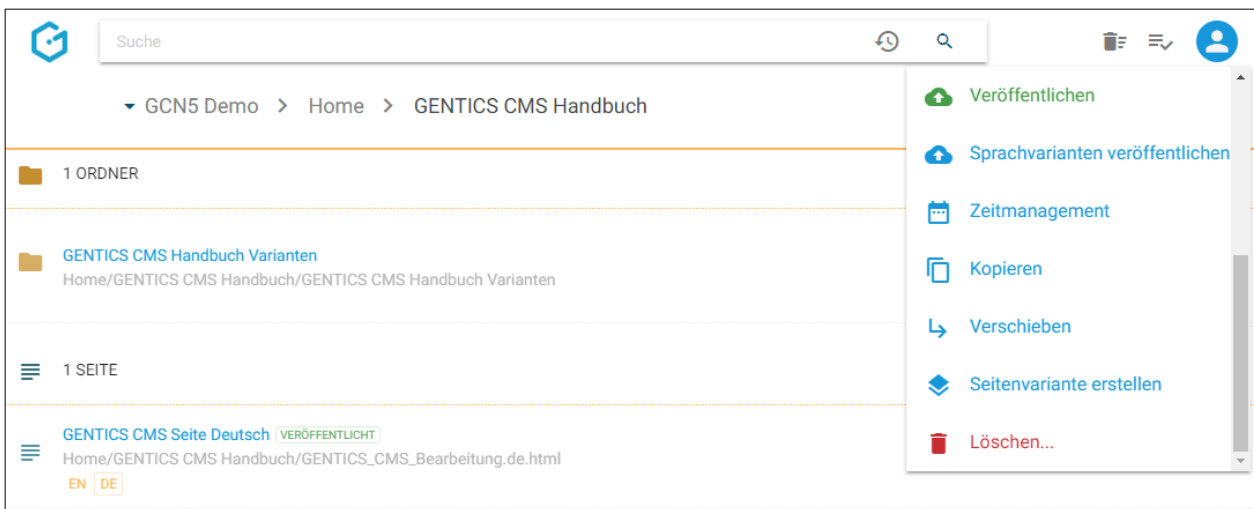 Suche
GCN5 Demo > Home > GENTICS CMS Handbuch
1 ORDNER
GENTICS CMS Handbuch Varianten
Home/GENTICS CMS Handbuch/GENTICS CMS Handbuch Varianten
1 SEITE
GENTICS CMS Seite Deutsch VERÖFFENTLICHT
Home/GENTICS CMS Handbuch/GENTICS_CMS_Bearbeitung.de.html
EN DE
Veröffentlichen
Sprachvarianten veröffentlichen
Zeitmanagement
Kopieren
Verschieben
Seitenvariante erstellen
Löschen...